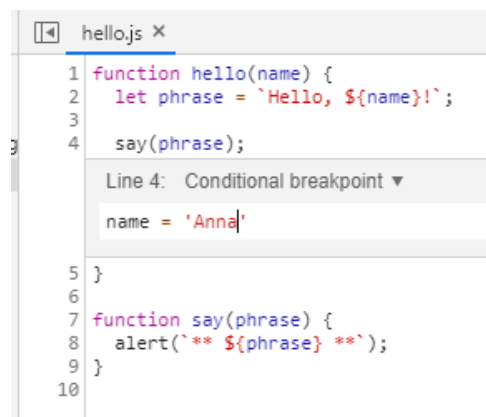 hello.js ×
1 function hello(name) {
2   let phrase = `Hello, ${name}!`;
3
4   say(phrase);
Line 4: Conditional breakpoint ▼
name = 'Anna'
5 }
6
7 function say(phrase) {
8   alert(`** ${phrase} **`);
9 }
10